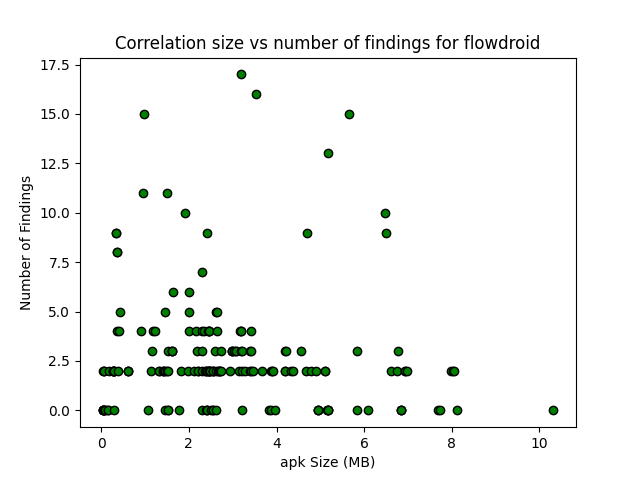 Correlation size vs number of findings for flowdroid
17.5
15.0
12.5
10.0
7.5
5.0
2.5
0.0
Number of Findings
0 2 4 6 8 10
apk Size (MB)